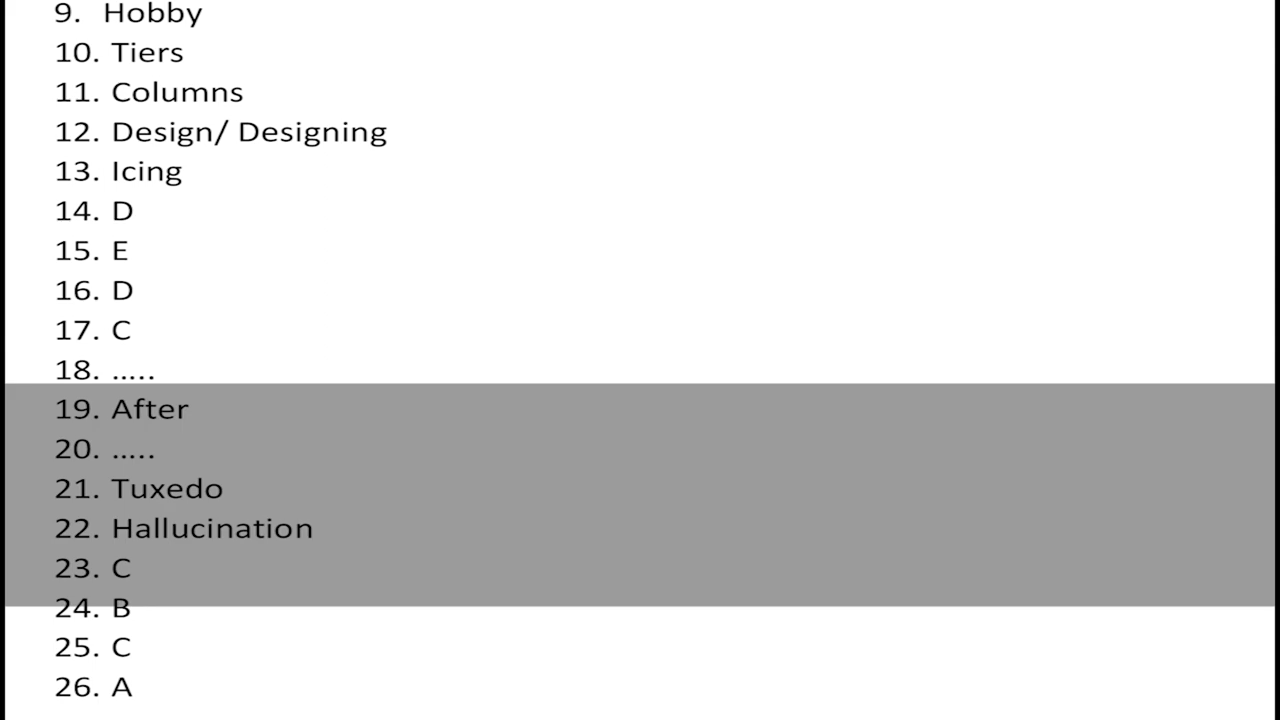 9. Hobby
10. Tiers
11. Columns
12. Design/ Designing
13. Icing
14. D
15. E
16. D
17. C
18. .....
19. After
20. .....
21. Tuxedo
22. Hallucination
23. C
24. B
25. C
26. A